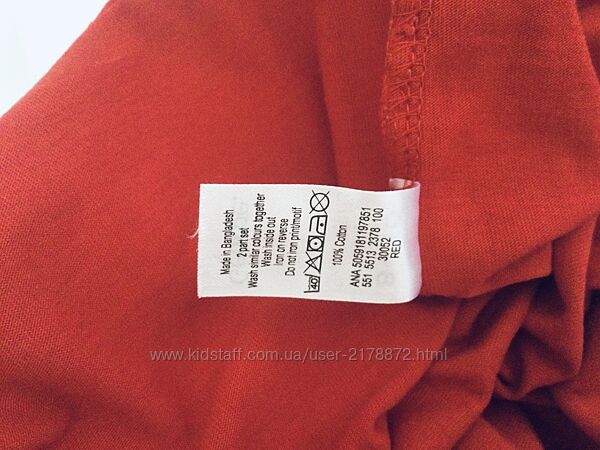 Made in Bangladesh
2 part set
Wash similar colours together
Wash inside out
Iron on reverse
Do not iron print/motif
40
100% Cotton
ANA 5059181197851
551 5513 2378 100
30052
RED
www.kidstaff.com.ua/user-2178872.html